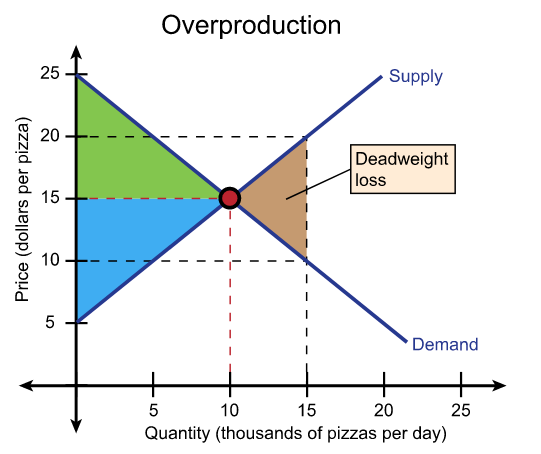 Overproduction
Price (dollars per pizza)
25
20
15
10
5
Supply
Deadweight
loss
Demand
5
10
15
20
25
Quantity (thousands of pizzas per day)